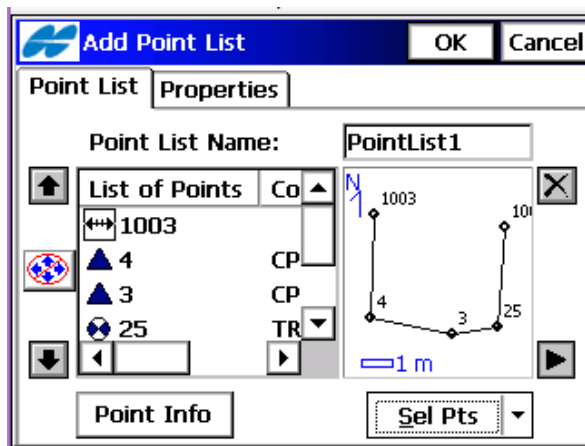 Add Point List
OK
Cancel
Point List
Properties
Point List Name:
PointList1
List of Points
Co
1003
4
CP
3
CP
25
TR
N
1003
10
4
3
25
1 m
Point Info
Sel Pts